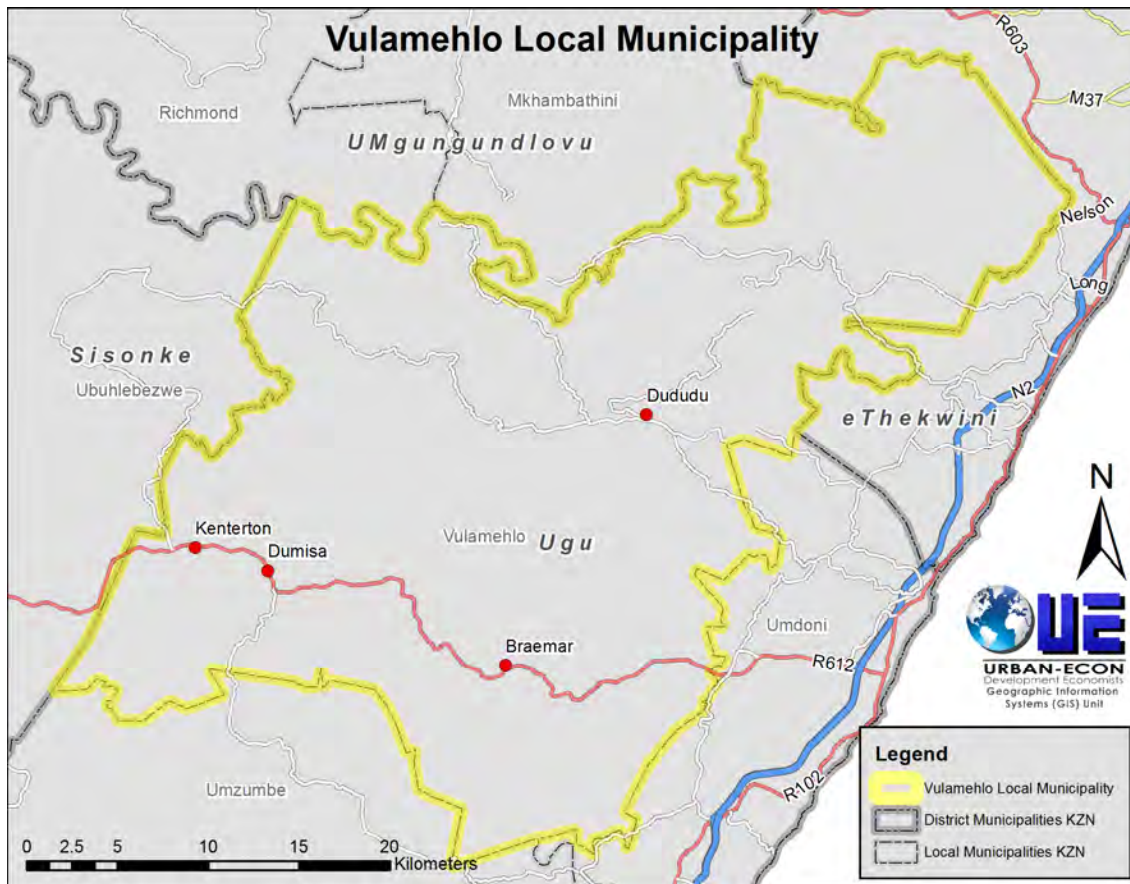 Vulamehlo Local Municipality
R603
Richmond
Mkhambathini
M37
UMgungundlovu
Nelson
Long
Sisonke
Ubuhlebezwe
N2
Dududu
eThekwini
N
Kenterton
Vulamehlo
Ugu
Dumisa
UE
Umdoni
Braemar
R612
URBAN-ECON
Development Economists
Geographic Information
Systems (GIS) Unit
Legend
Umzumbe
R102
Vulamehlo Local Municipality
District Municipalities KZN
Local Municipalities KZN
0 2.5 5 10 15 20
Kilometers